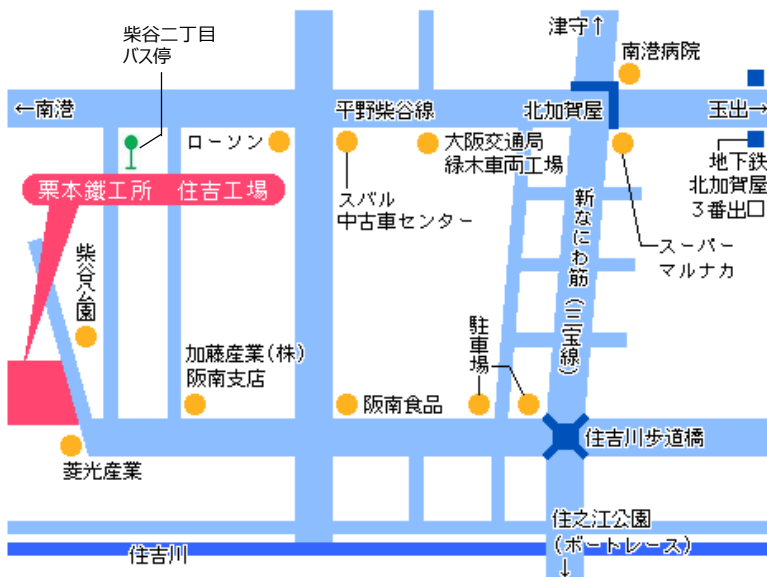 津守↑
柴谷二丁目
バス停
南港病院
←南港
平野柴谷線
北加賀屋
玉出→
ローソン
大阪交通局
緑木車両工場
地下鉄
北加賀屋
3番出口
栗本鐵工所 住吉工場
スバル
中古車センター
新なにわ筋(三宝線)
スーパー
マルナカ
柴谷公園
駐車場
加藤産業(株)
阪南支店
阪南食品
住吉川歩道橋
菱光産業
住之江公園
(ボートレース)
↓
住吉川